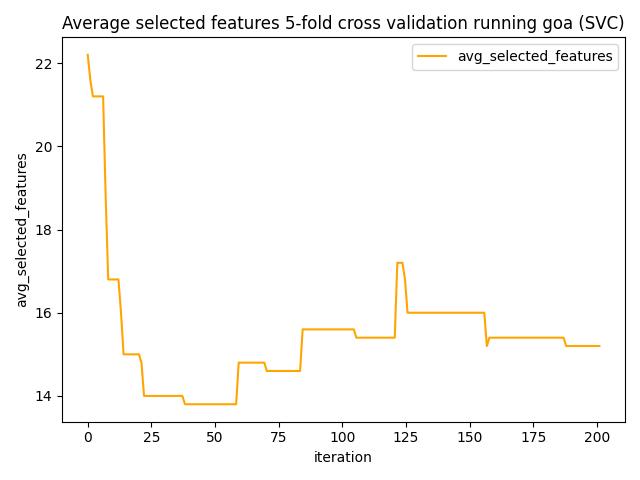 Average selected features 5-fold cross validation running goa (SVC)
avg_selected_features
22
20
18
16
14
avg_selected_features
0 25 50 75 100 125 150 175 200
iteration